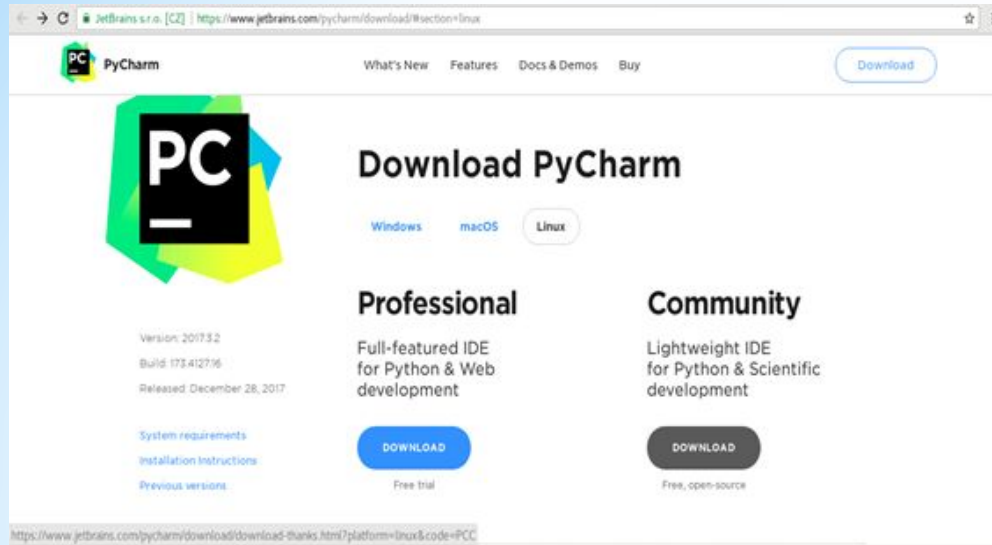 JetBrains s.r.o. [CZ] | https://www.jetbrains.com/pycharm/download/#section=linux
PC PyCharm What's New Features Docs & Demos Buy Download
PC
Download PyCharm
Windows macOS Linux
Professional
Full-featured IDE
for Python & Web
development
DOWNLOAD
Free trial
Community
Lightweight IDE
for Python & Scientific
development
DOWNLOAD
Free, open-source
Version: 2017.3.2
Build: 173.4127.16
Released: December 28, 2017
System requirements
Installation Instructions
Previous versions
https://www.jetbrains.com/pycharm/download/download-thanks.html?platform=linux&code=PCC